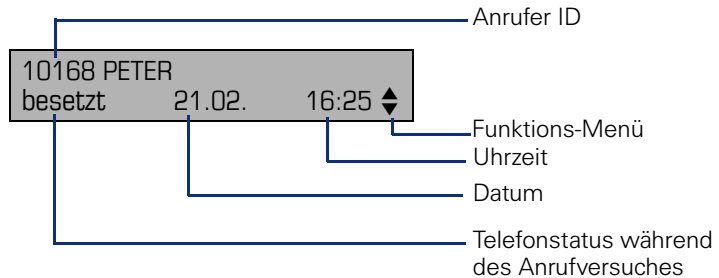 Anrufer ID
10168 PETER
besetzt 21.02. 16:25
Funktions-Menü
Uhrzeit
Datum
Telefonstatus während
des Anrufversuches